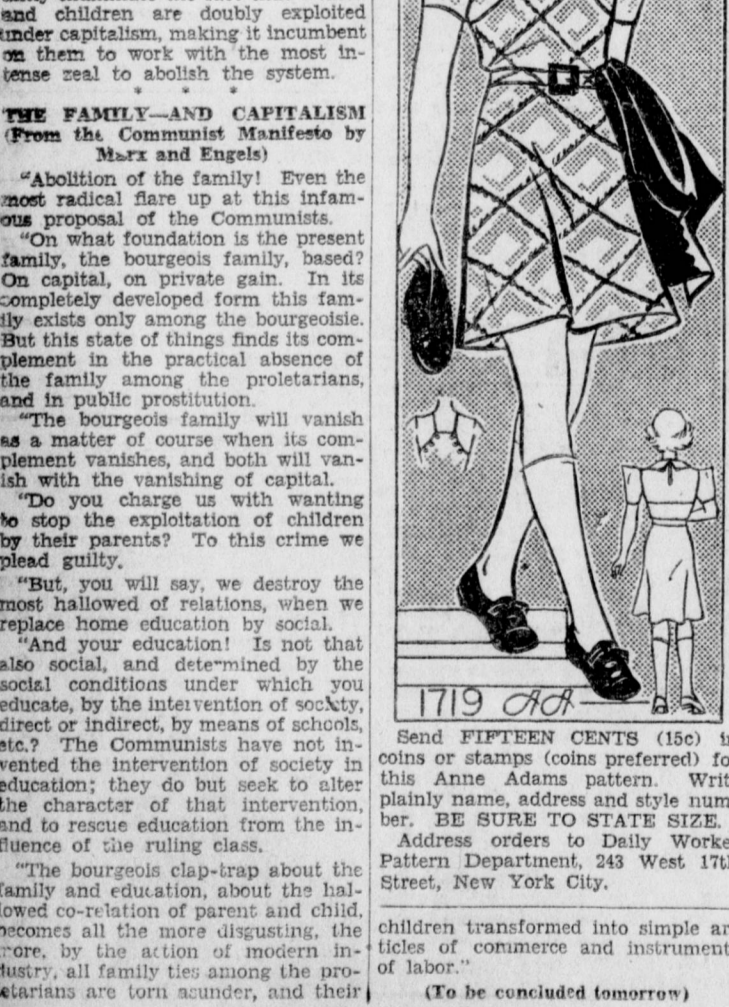 and children are doubly exploited
under capitalism, making it incumbent
on them to work with the most in-
tense zeal to abolish the system.
* * *
THE FAMILY—AND CAPITALISM
(From the Communist Manifesto by
Marx and Engels)
"Abolition of the family! Even the
most radical flare up at this infam-
ous proposal of the Communists.
"On what foundation is the present
family, the bourgeois family, based?
On capital, on private gain. In its
completely developed form this fam-
ily exists only among the bourgeoisie.
But this state of things finds its com-
plement in the practical absence of
the family among the proletarians,
and in public prostitution.
"The bourgeois family will vanish
as a matter of course when its com-
plement vanishes, and both will van-
ish with the vanishing of capital.
"Do you charge us with wanting
to stop the exploitation of children
by their parents? To this crime we
plead guilty.
"But, you will say, we destroy the
most hallowed of relations, when we
replace home education by social.
"And your education! Is not that
also social, and determined by the
social conditions under which you
educate, by the intervention of society,
direct or indirect, by means of schools,
etc.? The Communists have not in-
vented the intervention of society in
education; they do but seek to alter
the character of that intervention,
and to rescue education from the in-
fluence of the ruling class.
"The bourgeois clap-trap about the
family and education, about the hal-
lowed co-relation of parent and child,
becomes all the more disgusting, the
more, by the action of modern in-
dustry, all family ties among the pro-
letarians are torn asunder, and their
1719 AA
Send FIFTEEN CENTS (15c) in
coins or stamps (coins preferred) fo
this Anne Adams pattern. Writ
plainly name, address and style num
ber. BE SURE TO STATE SIZE.
Address orders to Daily Worke
Pattern Department, 243 West 17th
Street, New York City.
children transformed into simple ar
ticles of commerce and instrument
of labor."
(To be concluded tomorrow)